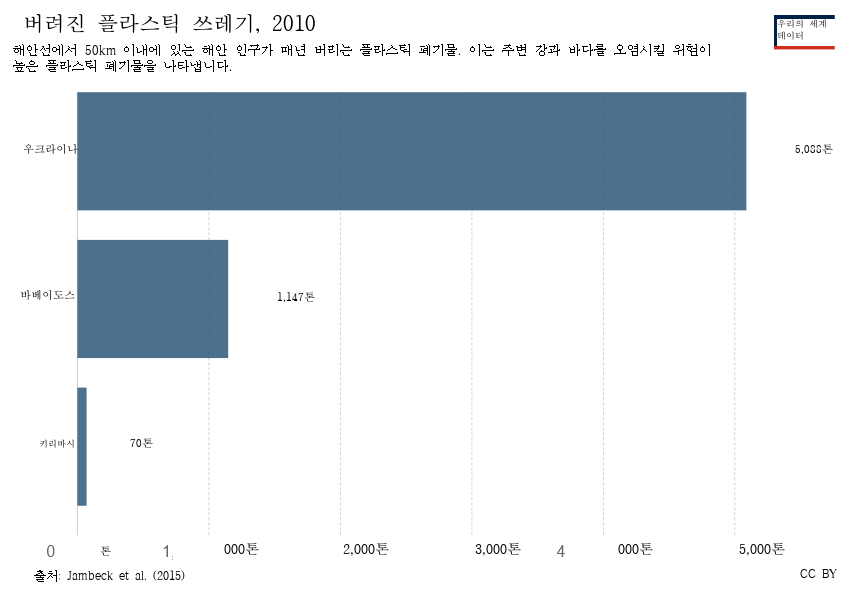 버려진 플라스틱 쓰레기, 2010
우리의 세계
데이터
해안선에서 50km 이내에 있는 해안 인구가 매년 버리는 플라스틱 폐기물. 이는 주변 강과 바다를 오염시킬 위험이
높은 플라스틱 폐기물을 나타냅니다.
우크라이나 5,088톤
바베이도스 1,147톤
키리바시 70톤
0 톤 1, 000톤 2,000톤 3,000톤 4 000톤 5,000톤
출처: Jambeck et al. (2015) CC BY